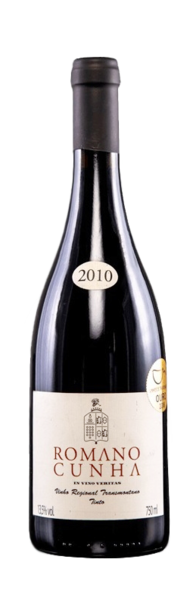 2010
ROMANO
CUNHA
IN VINO VERITAS
Vinho Regional Transmontano
Tinto
13,5% vol.
750 ml